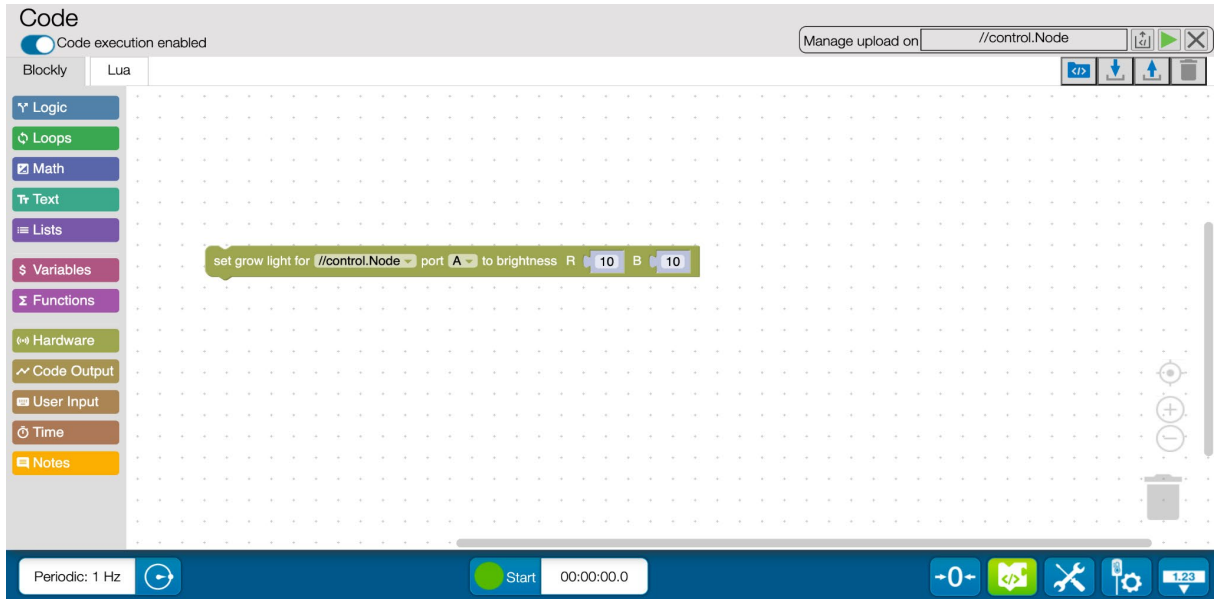 Code
Code execution enabled
Manage upload on //control.Node
Blockly Lua
Logic
Loops
Math
Text
Lists
$ Variables
Σ Functions
Hardware
Code Output
User Input
Time
Notes
set grow light for //control.Node port A to brightness R 10 B 10
Periodic: 1 Hz
Start 00:00:00.0
→0←
</>
1.23